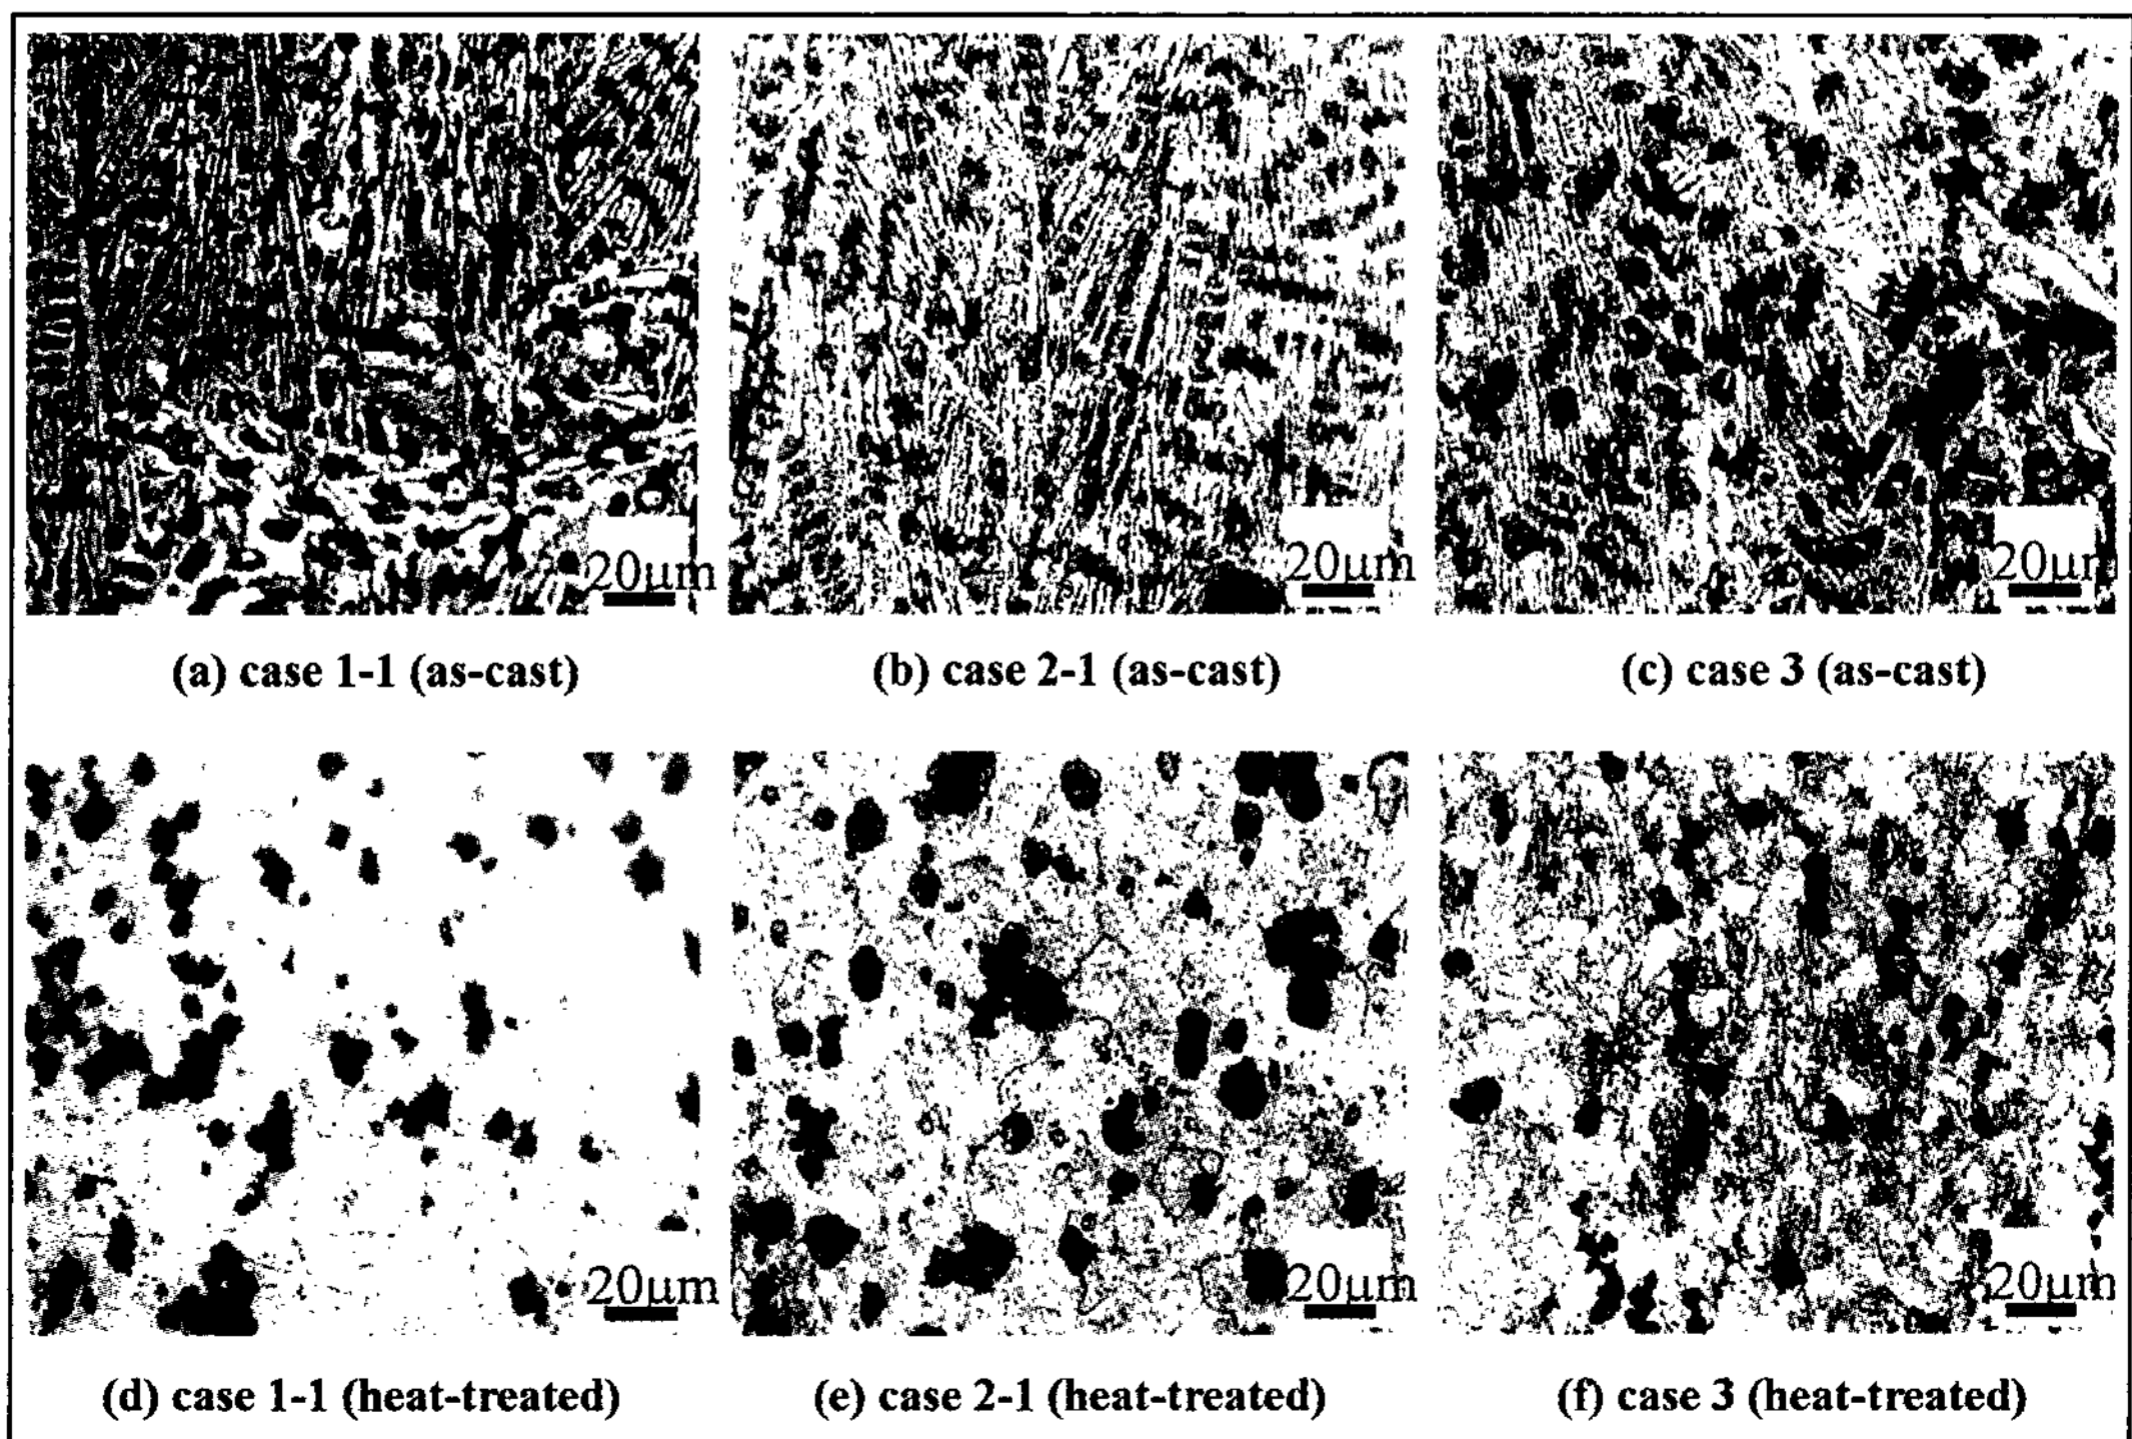 20μm 20μm 20μm
(a) case 1-1 (as-cast) (b) case 2-1 (as-cast) (c) case 3 (as-cast)
20μm 20μm 20μm
(d) case 1-1 (heat-treated) (e) case 2-1 (heat-treated) (f) case 3 (heat-treated)